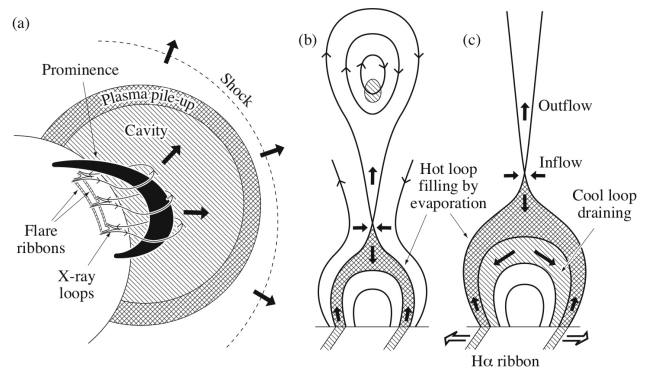 (a)
Prominence
Shock
Plasma pile-up
Cavity
Flare
ribbons
X-ray
loops
(b)
Hot loop
filling by
evaporation
(c)
Outflow
Inflow
Cool loop
draining
Hα ribbon